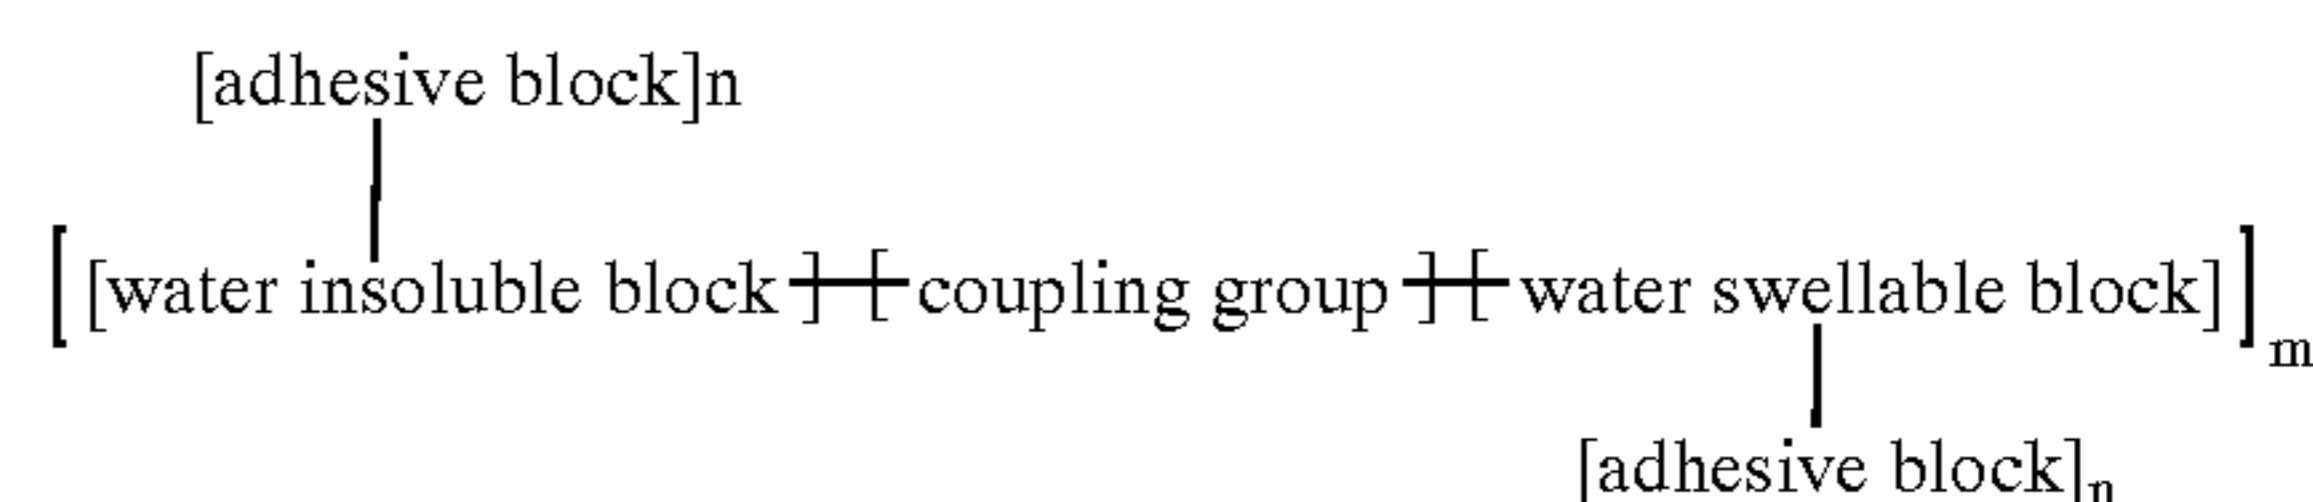 [adhesive block]n
[[water insoluble block][coupling group][water swellable block]]m
[adhesive block]n